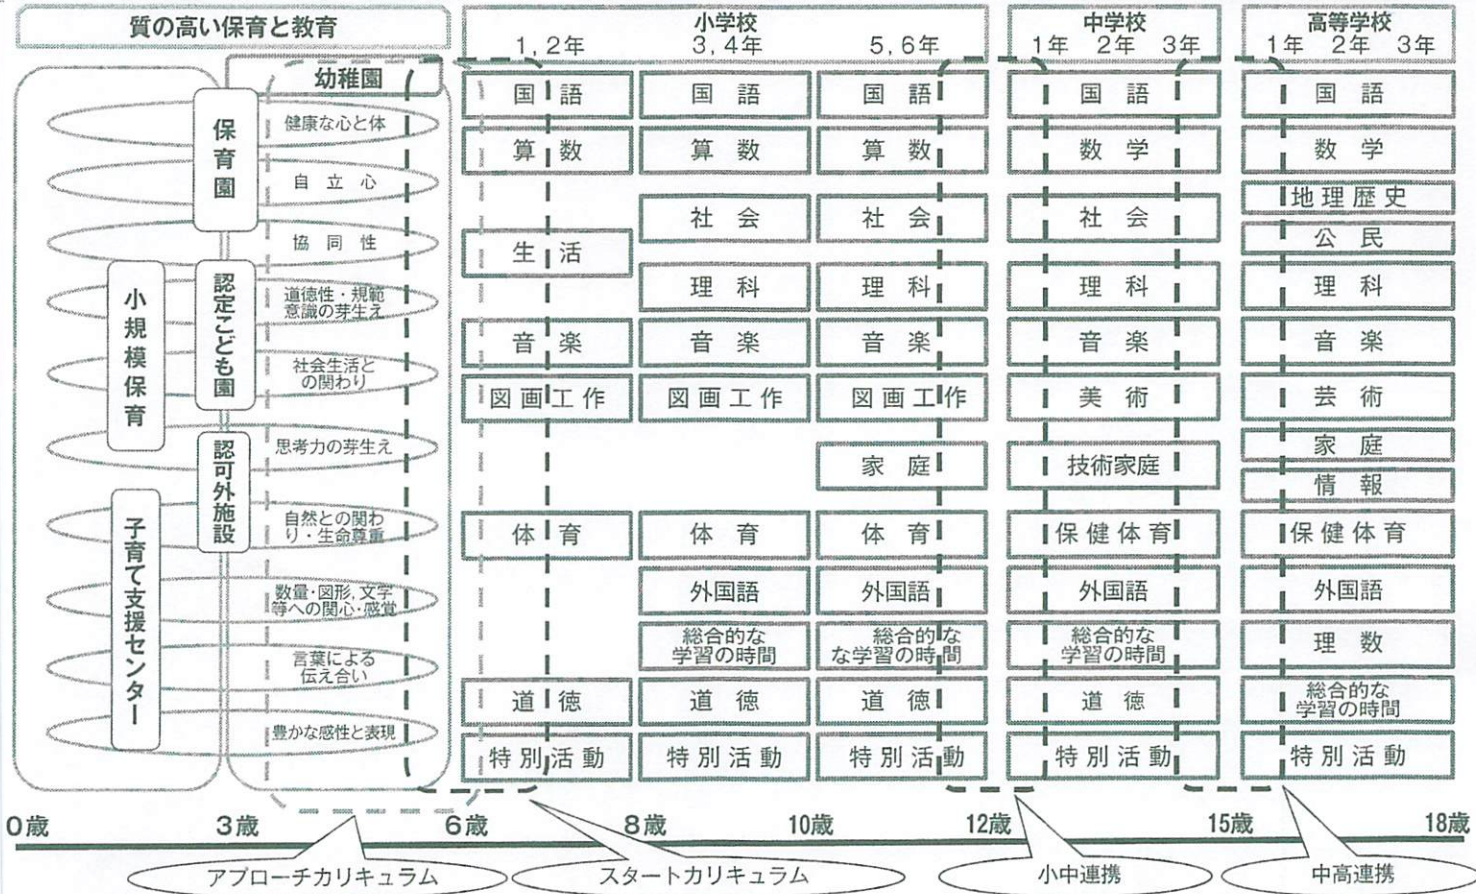 質の高い保育と教育
小学校
1, 2年 3, 4年 5, 6年
中学校
1年 2年 3年
高等学校
1年 2年 3年
幼稚園
保育園
認定こども園
認可外施設
小規模保育
子育て支援センター
健康な心と体
自立心
協同性
道徳性・規範
意識の芽生え
社会生活と
の関わり
思考力の芽生え
自然との関わ
り・生命尊重
数量・図形, 文字
等への関心・感覚
言葉による
伝え合い
豊かな感性と表現
国語
算数
生活
音楽
図画工作
体育
道徳
特別活動
国語
算数
社会
理科
音楽
図画工作
体育
外国語
総合的な
学習の時間
道徳
特別活動
国語
算数
社会
理科
音楽
図画工作
家庭
体育
外国語
総合的な
な学習の時間
道徳
特別活動
国語
数学
社会
理科
音楽
美術
技術家庭
保健体育
外国語
総合的な
学習の時間
道徳
特別活動
国語
数学
地理歴史
公民
理科
音楽
芸術
家庭
情報
保健体育
外国語
理数
総合的な
学習の時間
特別活動
0歳 3歳 6歳 8歳 10歳 12歳 15歳 18歳
アプローチカリキュラム
スタートカリキュラム
小中連携
中高連携